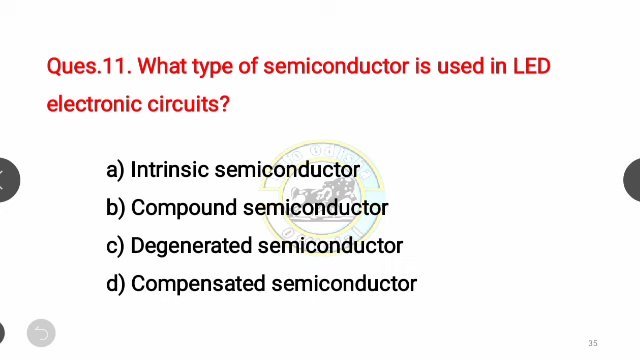 Ques.11. What type of semiconductor is used in LED
electronic circuits?
a) Intrinsic semiconductor
b) Compound semiconductor
c) Degenerated semiconductor
d) Compensated semiconductor
35